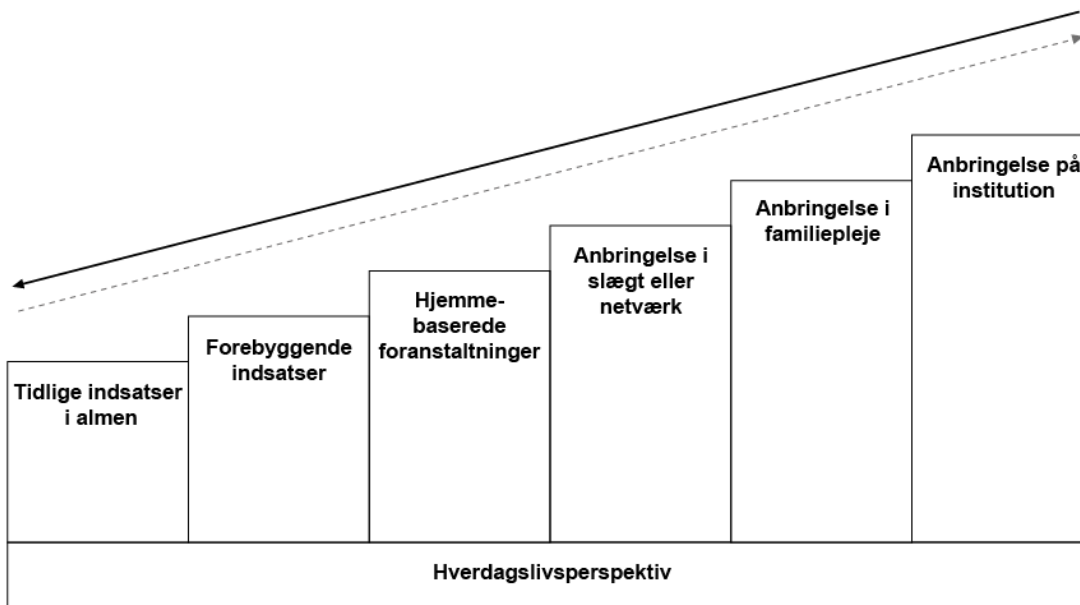 Tidlige indsatser
i almen
Forebyggende
indsatser
Hjemme-
baserede
foranstaltninger
Anbringelse i
slægt eller
netværk
Anbringelse i
familiepleje
Anbringelse på
institution
Hverdagslivsperspektiv